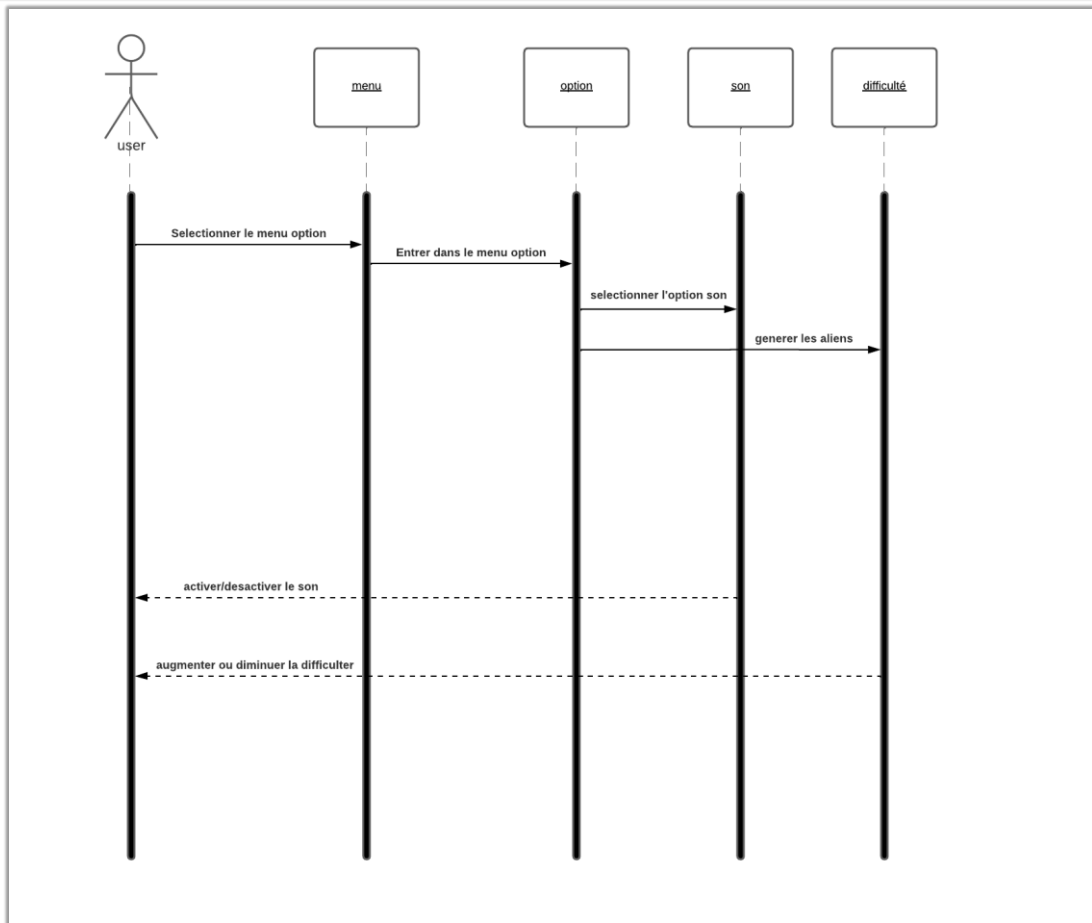 menu
option
son
difficulté
user
Selectionner le menu option
Entrer dans le menu option
selectionner l'option son
generer les aliens
activer/desactiver le son
augmenter ou diminuer la difficulter